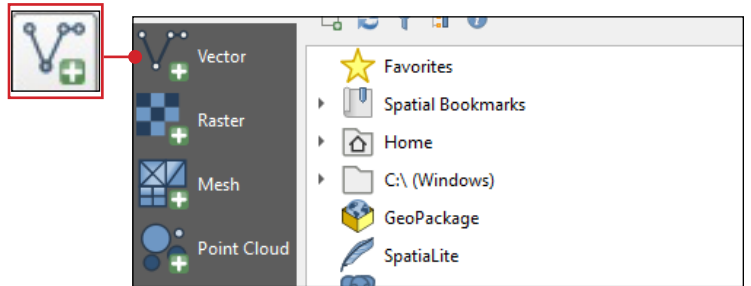 Vector
Raster
Mesh
Point Cloud
Favorites
Spatial Bookmarks
Home
C:\ (Windows)
GeoPackage
SpatiaLite